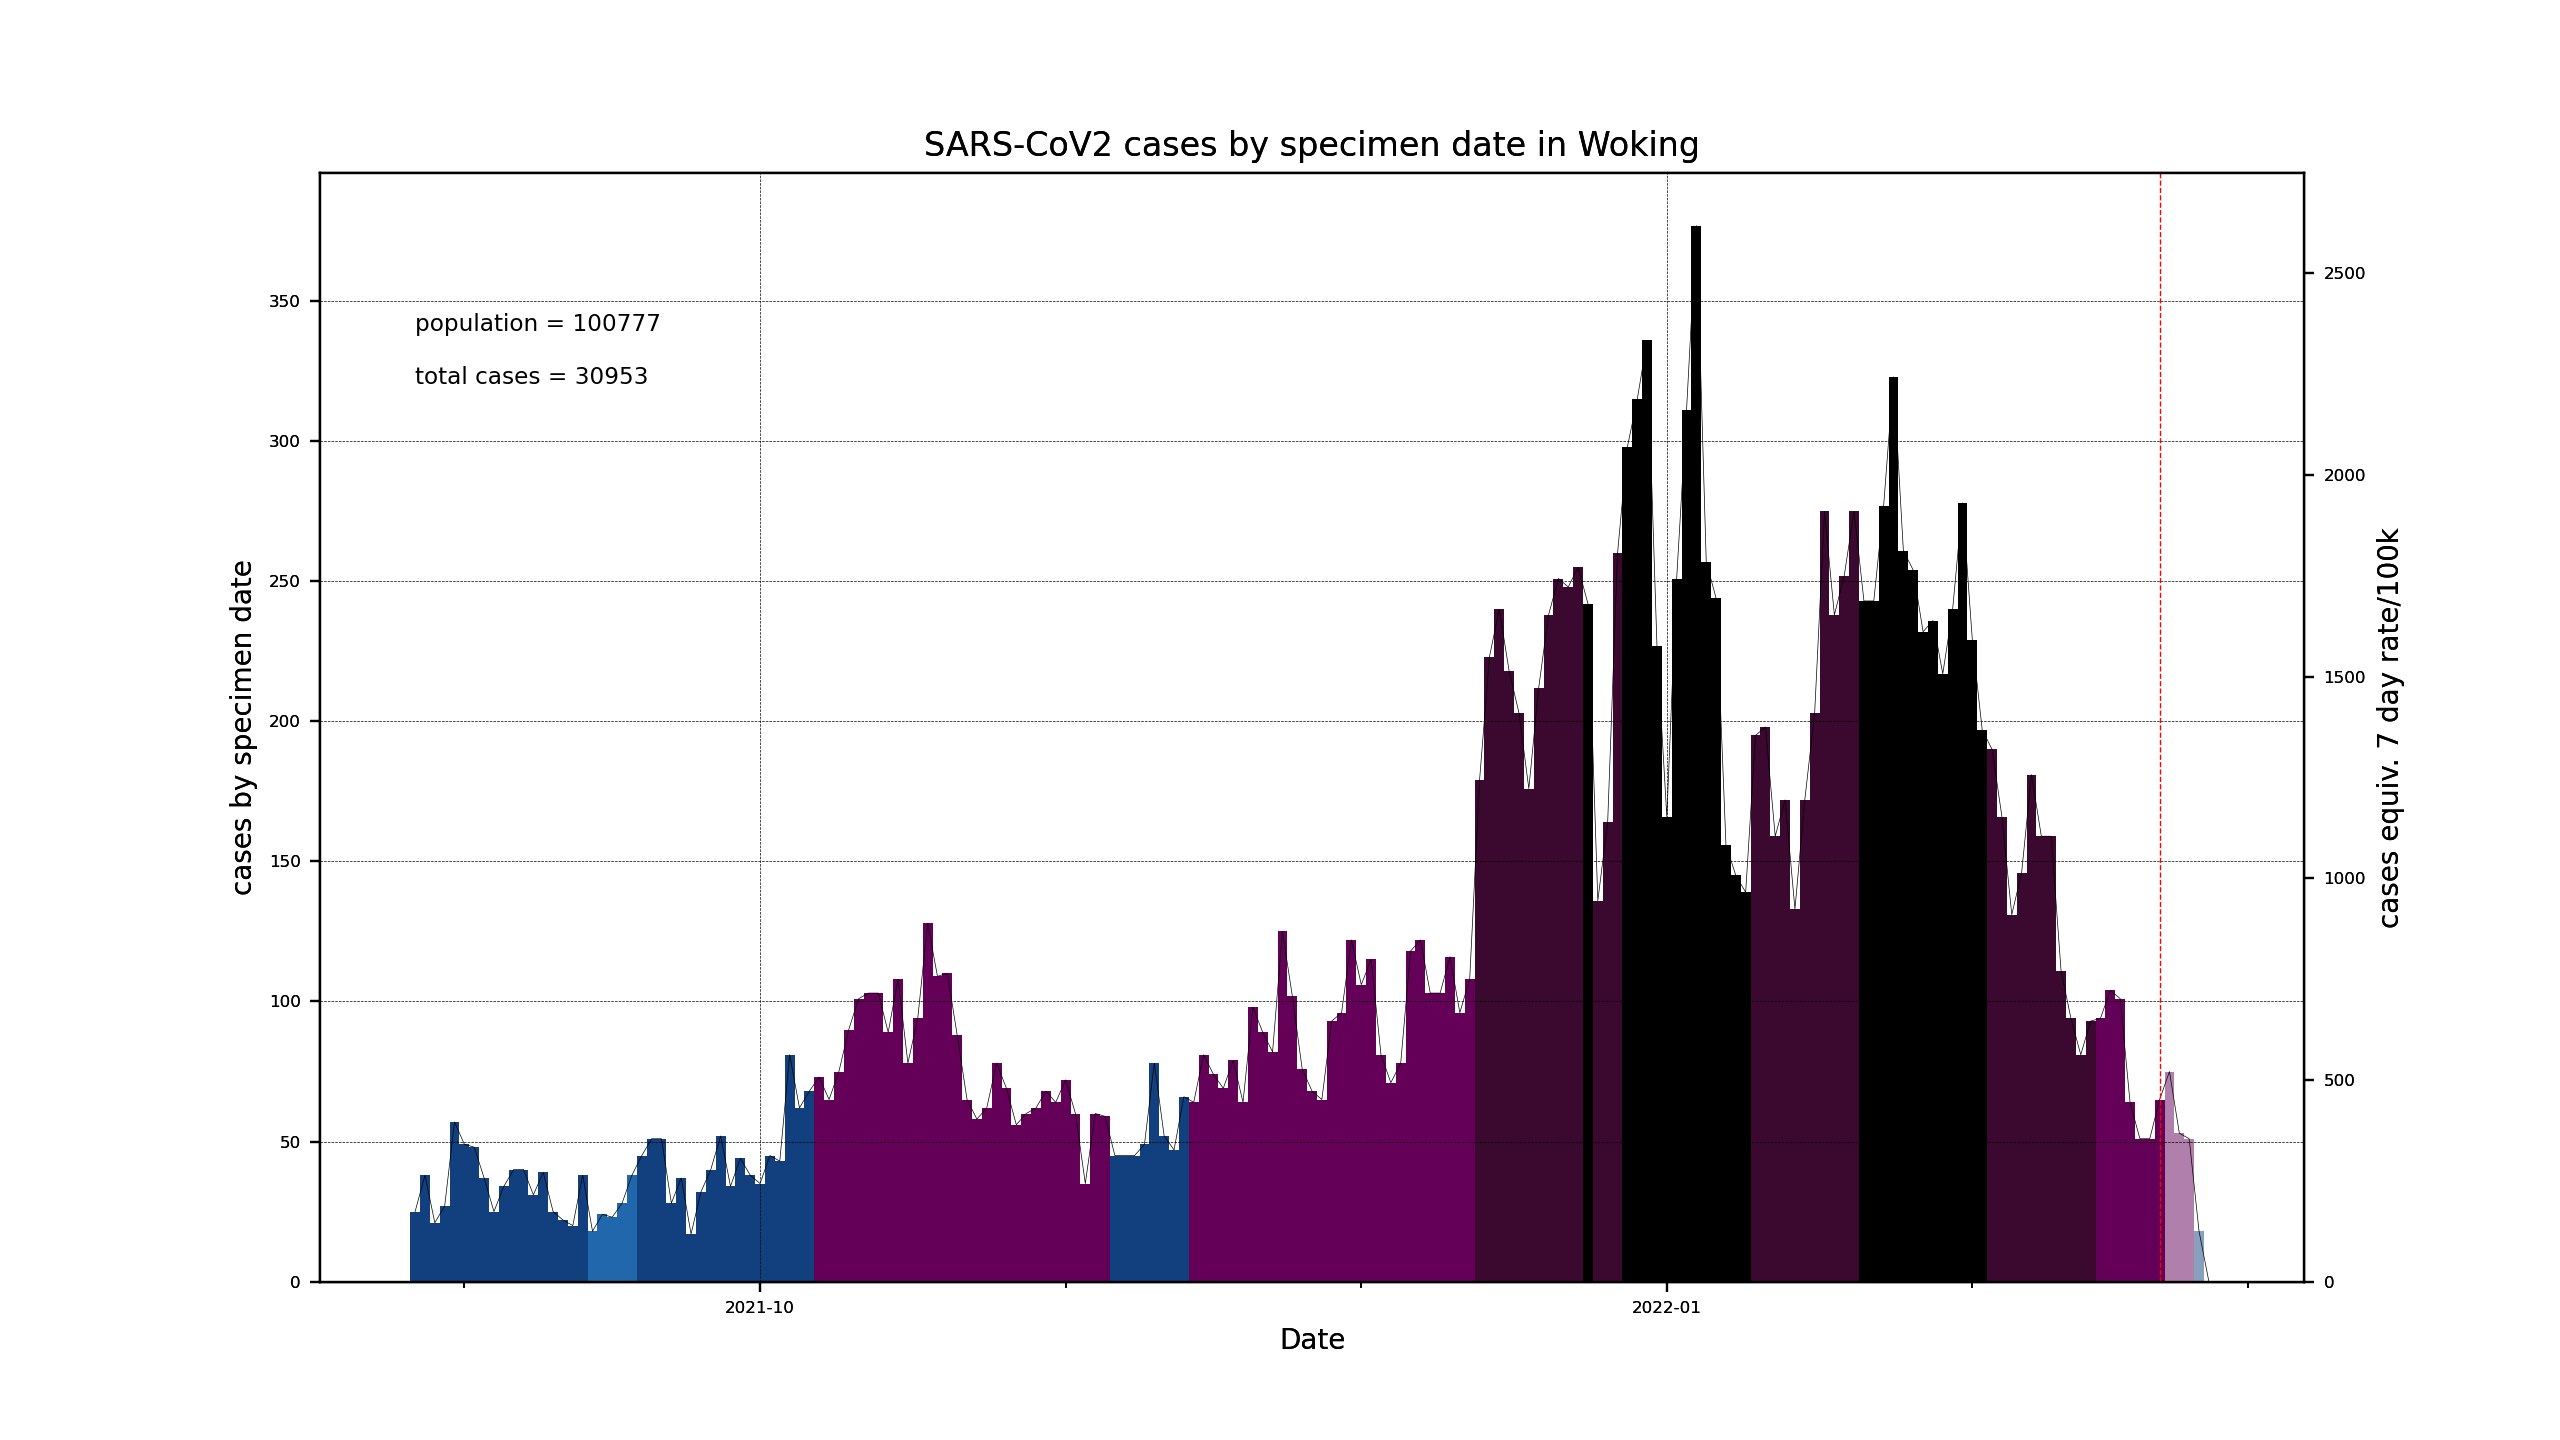 SARS-CoV2 cases by specimen date in Woking
population = 100777
total cases = 30953
cases by specimen date
350
300
250
200
150
100
50
0
2500
2000
1500
1000
500
0
cases equiv. 7 day rate/100k
2021-10
2022-01
Date